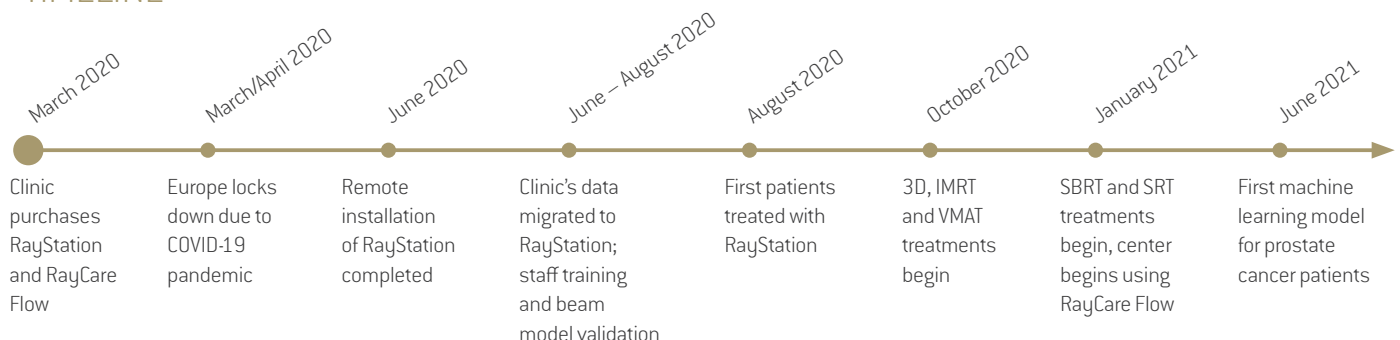 March 2020
March/April 2020
June 2020
June – August 2020
August 2020
October 2020
January 2021
June 2021
Clinic
purchases
RayStation
and RayCare
Flow
Europe locks
down due to
COVID-19
pandemic
Remote
installation
of RayStation
completed
Clinic's data
migrated to
RayStation;
staff training
and beam
model validation
First patients
treated with
RayStation
3D, IMRT
and VMAT
treatments
begin
SBRT and SRT
treatments
begin, center
begins using
RayCare Flow
First machine
learning model
for prostate
cancer patients